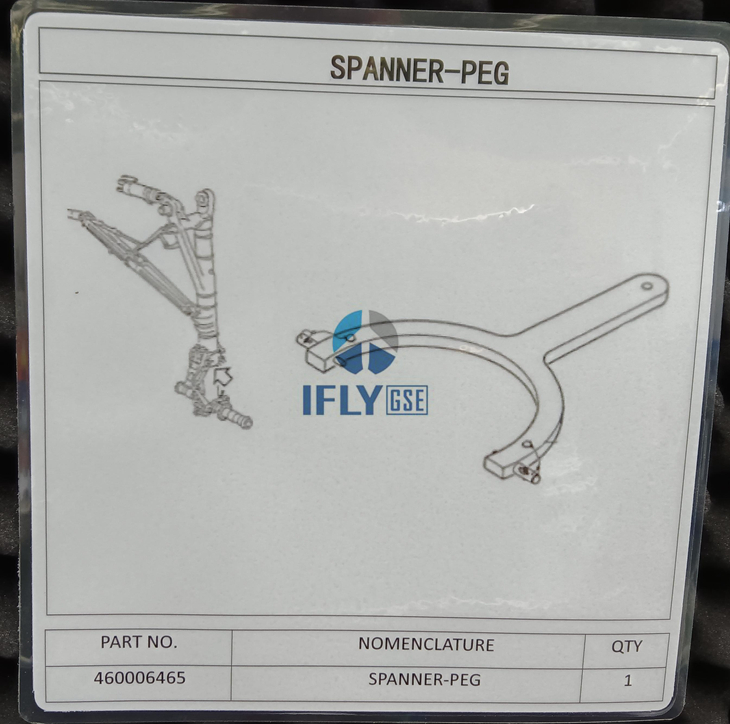 SPANNER-PEG
IFLY GSE
PART NO. NOMENCLATURE QTY
460006465 SPANNER-PEG 1